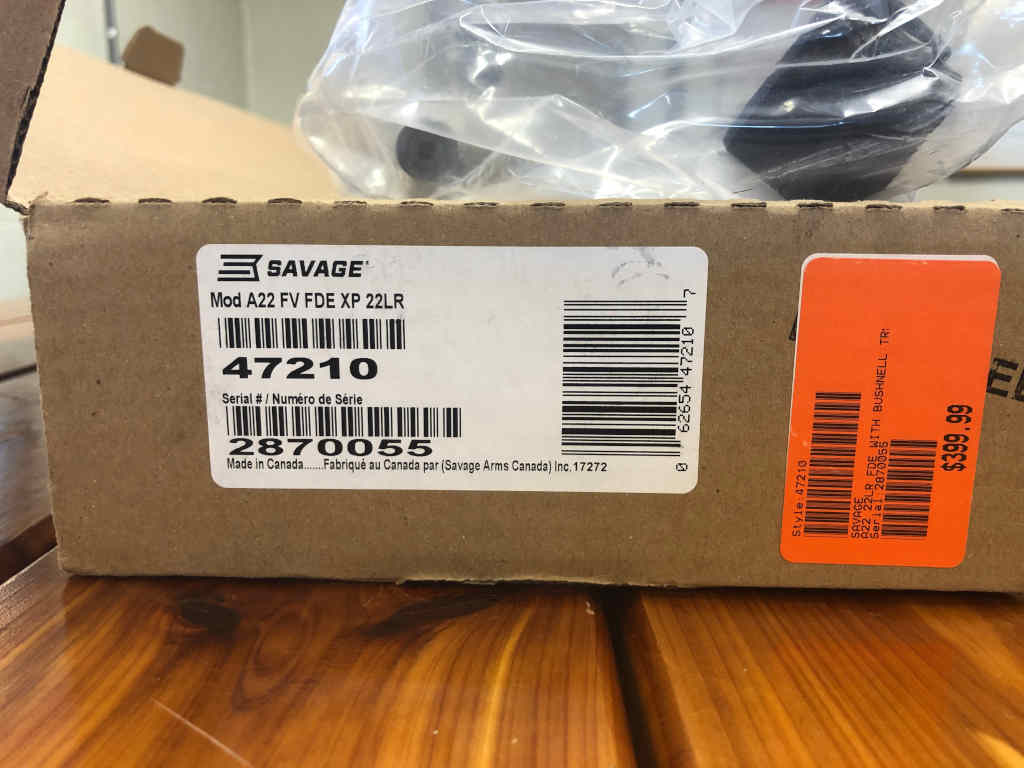 SAVAGE
Mod A22 FV FDE XP 22LR
47210
Serial # / Numéro de Série
2870055
Made in Canada.......Fabriqué au Canada par (Savage Arms Canada) Inc.17272
7
62654 47210
0
Style 47210
SAVAGE
A22 22LR FDE WITH BUSHNELL TR
Serial 2870055
$399.99